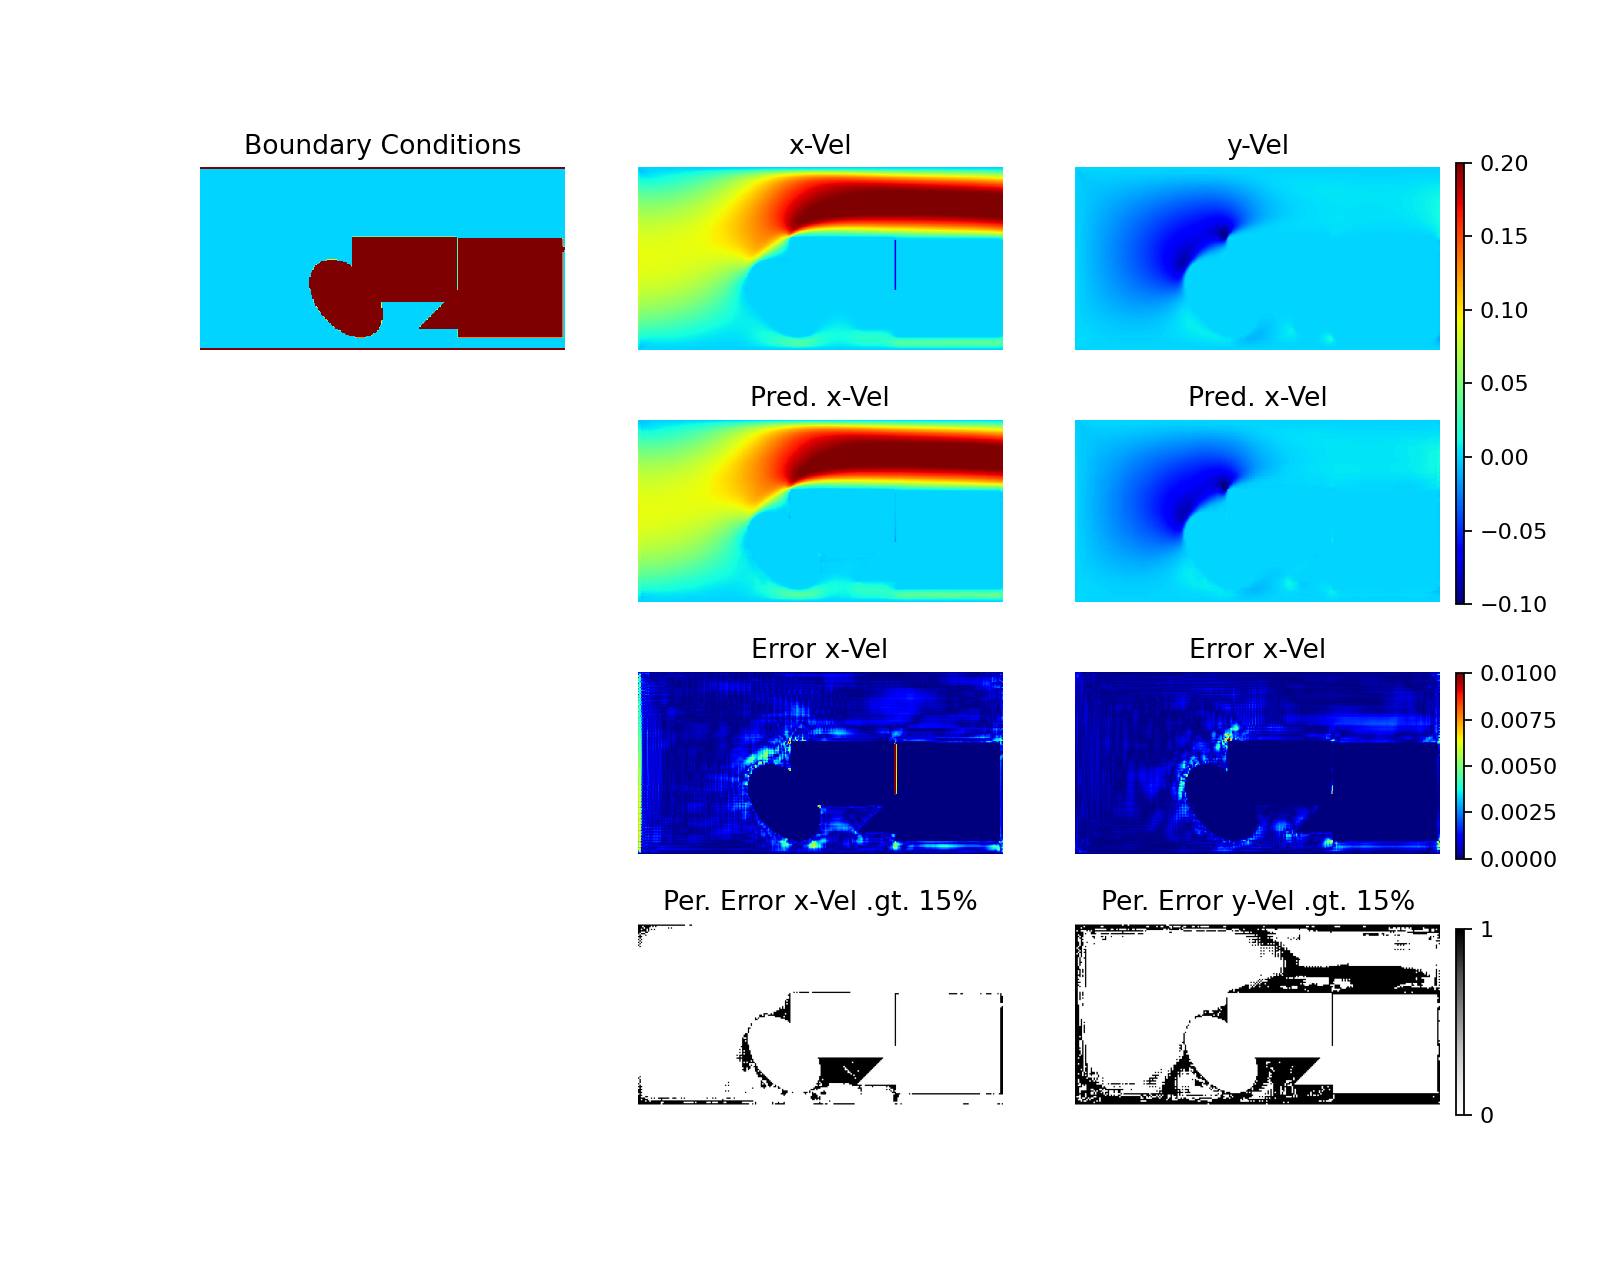 Boundary Conditions
x-Vel
y-Vel
0.20
0.15
0.10
0.05
0.00
−0.05
−0.10
Pred. x-Vel
Pred. x-Vel
Error x-Vel
Error x-Vel
0.0100
0.0075
0.0050
0.0025
0.0000
Per. Error x-Vel .gt. 15%
Per. Error y-Vel .gt. 15%
1
0